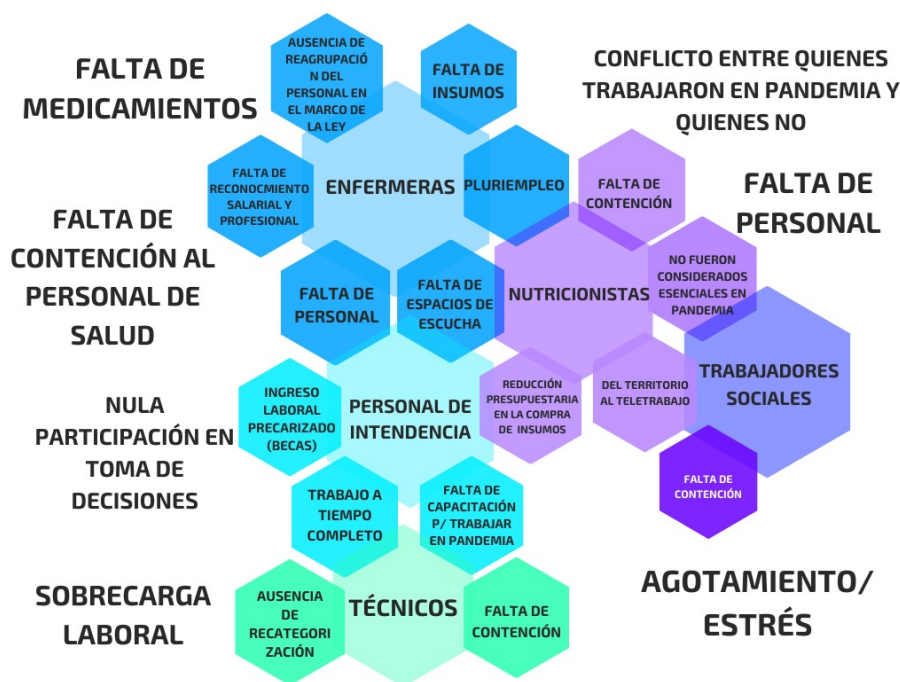 FALTA DE
MEDICAMIENTOS
AUSENCIA DE
REAGRUPACIÓ
N DEL
PERSONAL EN
EL MARCO DE
LA LEY
FALTA DE
INSUMOS
CONFLICTO ENTRE QUIENES
TRABAJARON EN PANDEMIA Y
QUIENES NO
FALTA DE
RECONOCMIENTO
SALARIAL Y
PROFESIONAL
ENFERMERAS
PLURIEMPLEO
FALTA DE
CONTENCIÓN
FALTA DE
PERSONAL
FALTA DE
CONTENCIÓN AL
PERSONAL DE
SALUD
FALTA DE
PERSONAL
FALTA DE
ESPACIOS DE
ESCUCHA
NUTRICIONISTAS
NO FUERON
CONSIDERADOS
ESENCIALES EN
PANDEMIA
TRABAJADORES
SOCIALES
INGRESO
LABORAL
PRECARIZADO
(BECAS)
PERSONAL DE
INTENDENCIA
REDUCCIÓN
PRESUPUESTARIA
EN LA COMPRA
DE INSUMOS
DEL TERRITORIO
AL TELETRABAJO
NULA
PARTICIPACIÓN EN
TOMA DE
DECISIONES
TRABAJO A
TIEMPO
COMPLETO
FALTA DE
CAPACITACIÓN
P/ TRABAJAR
EN PANDEMIA
FALTA DE
CONTENCIÓN
SOBRECARGA
LABORAL
AUSENCIA
DE
RECATEGORI
ZACIÓN
TÉCNICOS
FALTA DE
CONTENCIÓN
AGOTAMIENTO/
ESTRÉS